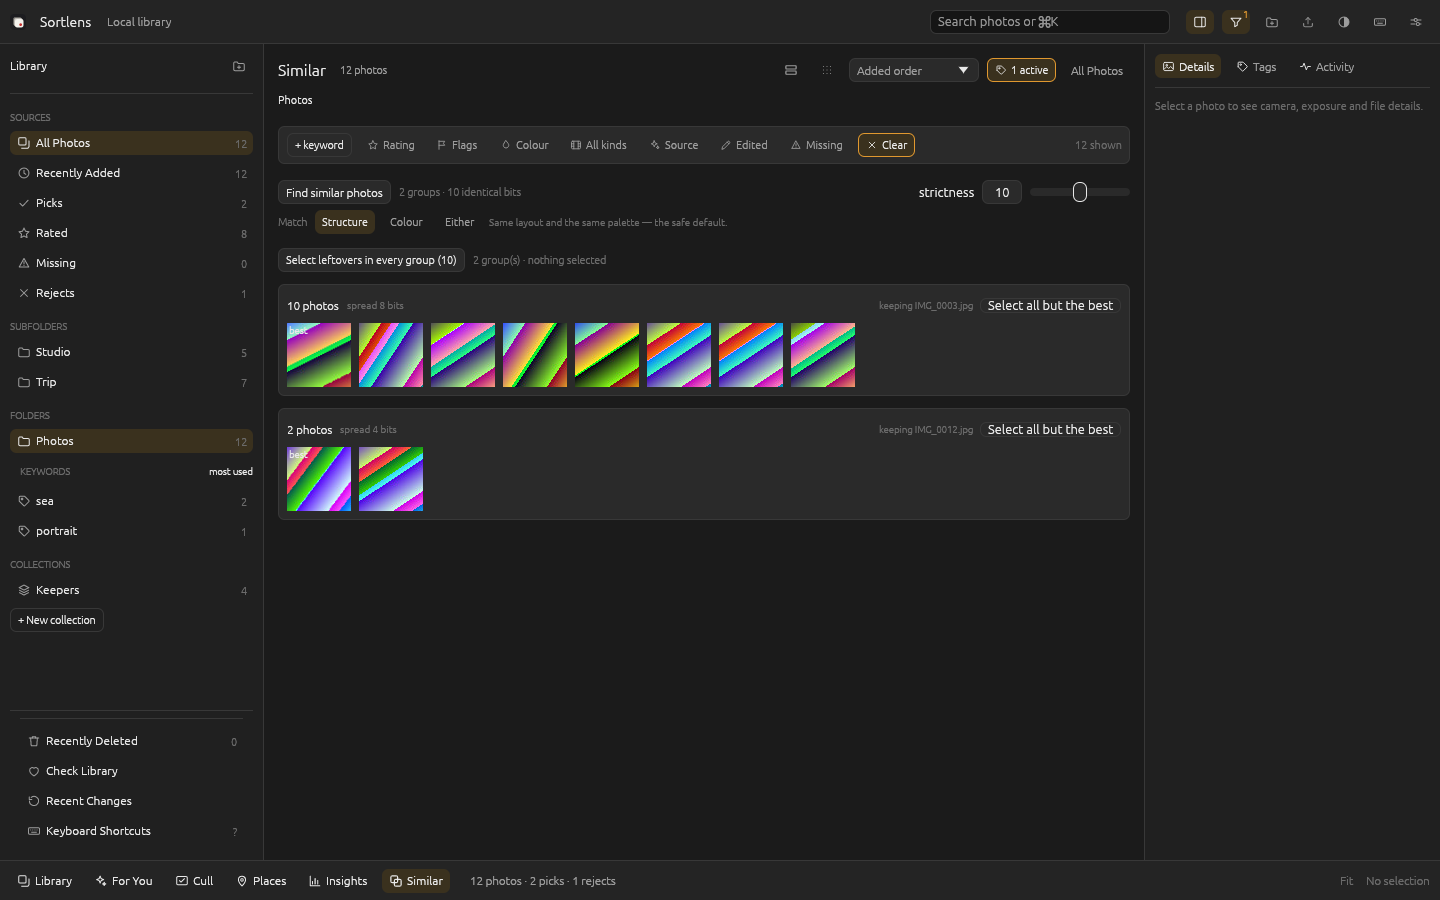 Sortlens Local library
Search photos or ⌘K
1
Library
SOURCES
All Photos 12
Recently Added 12
Picks 2
Rated 8
Missing 0
Rejects 1
SUBFOLDERS
Studio 5
Trip 7
FOLDERS
Photos 12
KEYWORDS most used
sea 2
portrait 1
COLLECTIONS
Keepers 4
+ New collection
Recently Deleted 0
Check Library
Recent Changes
Keyboard Shortcuts ?
Similar 12 photos
Added order
1 active
All Photos
Photos
+ keyword Rating Flags Colour All kinds Source Edited Missing Clear 12 shown
Find similar photos 2 groups · 10 identical bits strictness 10
Match Structure Colour Either Same layout and the same palette — the safe default.
Select leftovers in every group (10) 2 group(s) · nothing selected
10 photos spread 8 bits keeping IMG_0003.jpg Select all but the best
best
2 photos spread 4 bits keeping IMG_0012.jpg Select all but the best
best
Details Tags Activity
Select a photo to see camera, exposure and file details.
Library For You Cull Places Insights Similar 12 photos · 2 picks · 1 rejects Fit No selection